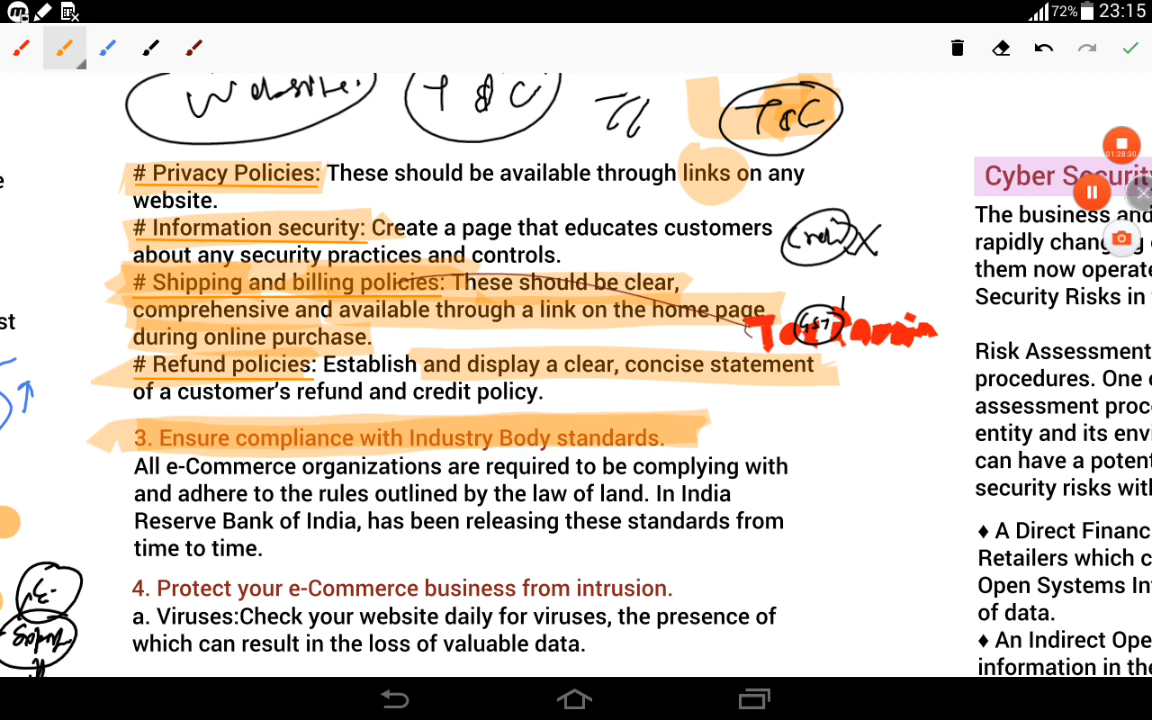 72% 23:15
Website. T & C T&C
01:28:30
# Privacy Policies: These should be available through links on any
website.
# Information security: Create a page that educates customers
about any security practices and controls.
# Shipping and billing policies: These should be clear,
comprehensive and available through a link on the home page
during online purchase.
GST
# Refund policies: Establish and display a clear, concise statement
of a customer's refund and credit policy.
3. Ensure compliance with Industry Body standards.
All e-Commerce organizations are required to be complying with
and adhere to the rules outlined by the law of land. In India
Reserve Bank of India, has been releasing these standards from
time to time.
4. Protect your e-Commerce business from intrusion.
a. Viruses:Check your website daily for viruses, the presence of
which can result in the loss of valuable data.
e
st
Cyber Security
The business and
rapidly chang
them now operate
Security Risks in
Risk Assessment
procedures. One
assessment proc
entity and its envi
can have a potent
security risks with
♦ A Direct Financ
Retailers which c
Open Systems In
of data.
♦ An Indirect Ope
information in the